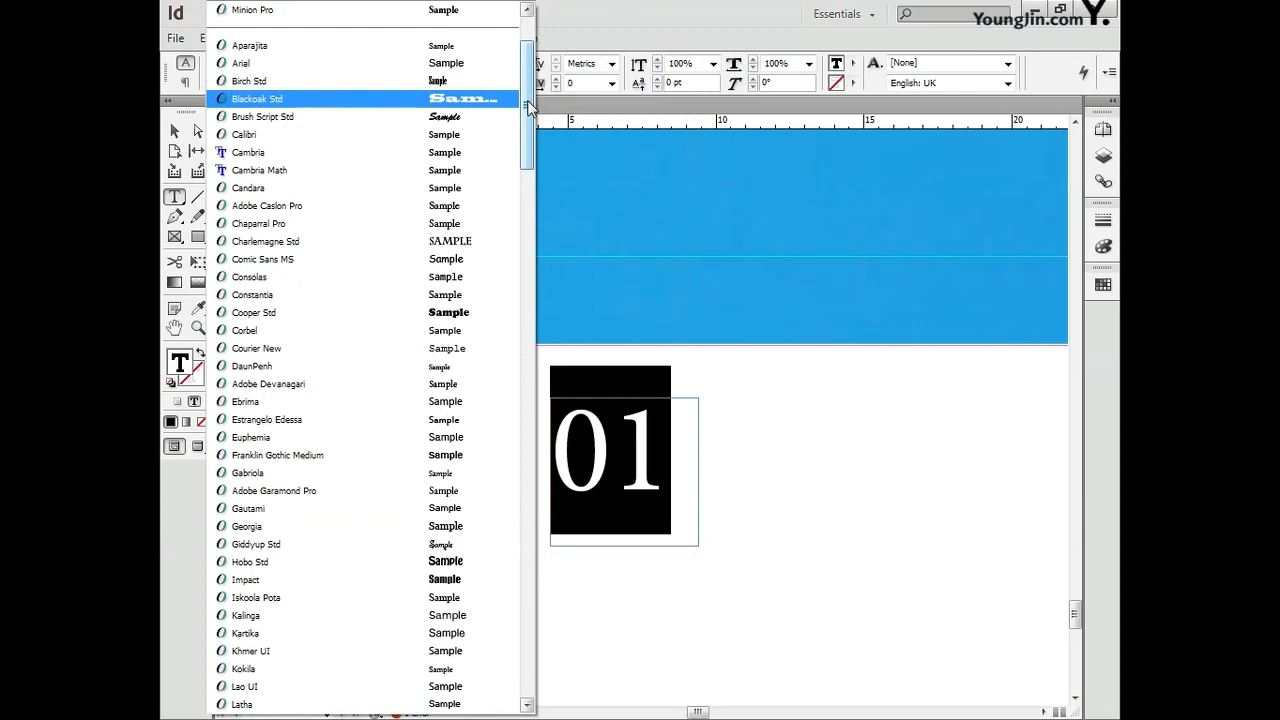 Id
Essentials
YoungJin.com Y.
File
Metrics
100%
100%
A. [None]
0
0 pt
0°
English: UK
Minion Pro Sample
Aparajita Sample
Arial Sample
Birch Std Sample
Blackoak Std Sam...
Brush Script Std Sample
Calibri Sample
Cambria Sample
Cambria Math Sample
Candara Sample
Adobe Caslon Pro Sample
Chaparral Pro Sample
Charlemagne Std SAMPLE
Comic Sans MS Sample
Consolas Sample
Constantia Sample
Cooper Std Sample
Corbel Sample
Courier New Sample
DaunPenh Sample
Adobe Devanagari Sample
Ebrima Sample
Estrangelo Edessa Sample
Euphemia Sample
Franklin Gothic Medium Sample
Gabriola Sample
Adobe Garamond Pro Sample
Gautami Sample
Georgia Sample
Giddyup Std Sample
Hobo Std Sample
Impact Sample
Iskoola Pota Sample
Kalinga Sample
Kartika Sample
Khmer UI Sample
Kokila Sample
Lao UI Sample
Latha Sample
5 10 15 20
01